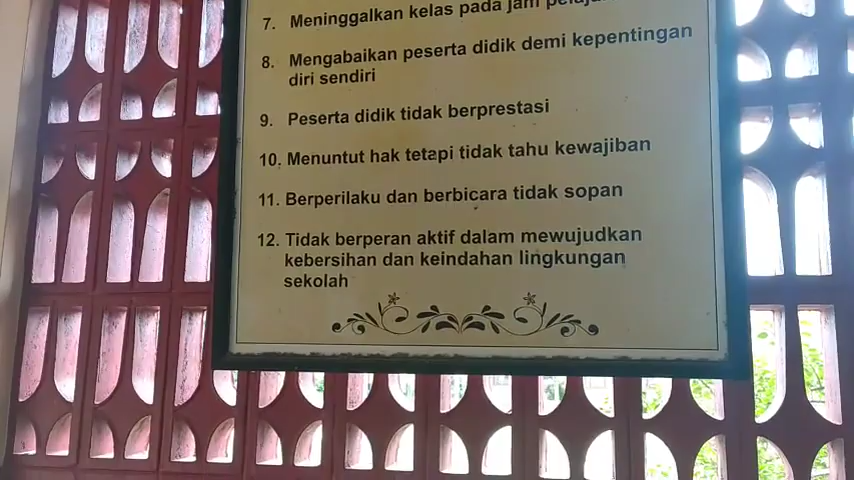 7. Meninggalkan kelas pada jam
8. Mengabaikan peserta didik demi kepentingan
diri sendiri
9. Peserta didik tidak berprestasi
10. Menuntut hak tetapi tidak tahu kewajiban
11. Berperilaku dan berbicara tidak sopan
12. Tidak berperan aktif dalam mewujudkan
kebersihan dan keindahan lingkungan
sekolah